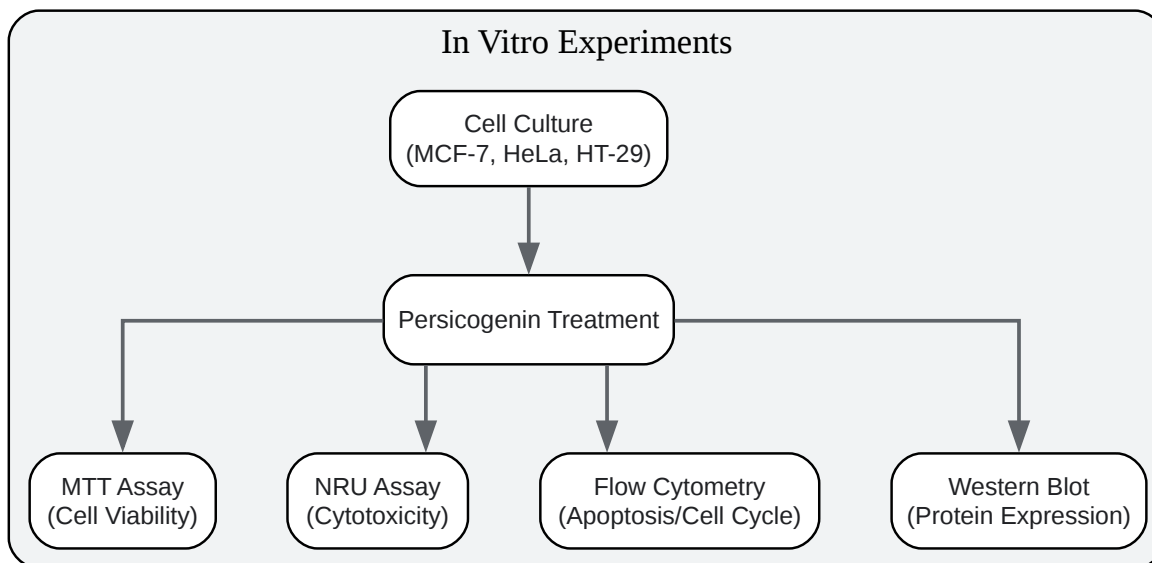 In Vitro Experiments
Cell Culture
(MCF-7, HeLa, HT-29)
Persicogenin Treatment
MTT Assay
(Cell Viability)
NRU Assay
(Cytotoxicity)
Flow Cytometry
(Apoptosis/Cell Cycle)
Western Blot
(Protein Expression)